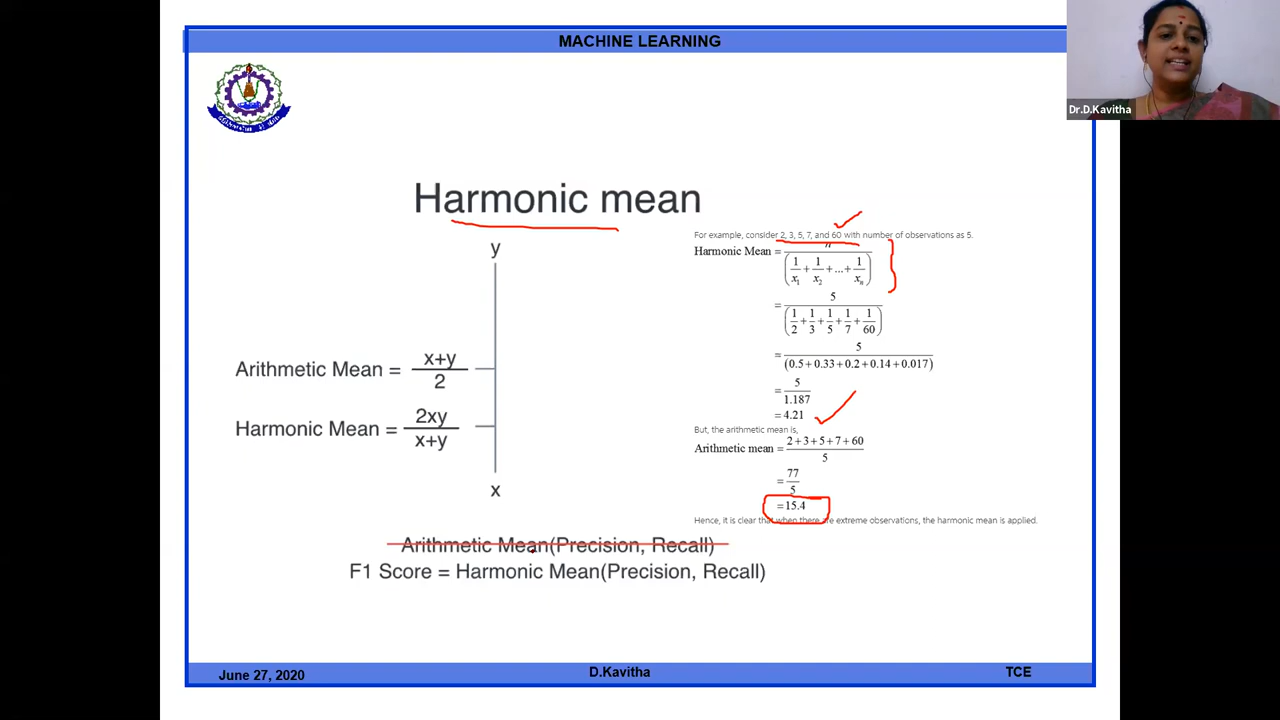 MACHINE LEARNING
Dr.D.Kavitha
Harmonic mean
y
Arithmetic Mean = x+y / 2
Harmonic Mean = 2xy / x+y
x
For example, consider 2, 3, 5, 7, and 60 with number of observations as 5.
Harmonic Mean = n / (1/x₁ + 1/x₂ + ... + 1/xₙ)
= 5 / (1/2 + 1/3 + 1/5 + 1/7 + 1/60)
= 5 / (0.5 + 0.33 + 0.2 + 0.14 + 0.017)
= 5 / 1.187
= 4.21
But, the arithmetic mean is,
Arithmetic mean = 2 + 3 + 5 + 7 + 60 / 5
= 77 / 5
= 15.4
Hence, it is clear that when there are extreme observations, the harmonic mean is applied.
Arithmetic Mean(Precision, Recall)
F1 Score = Harmonic Mean(Precision, Recall)
June 27, 2020
D.Kavitha
TCE